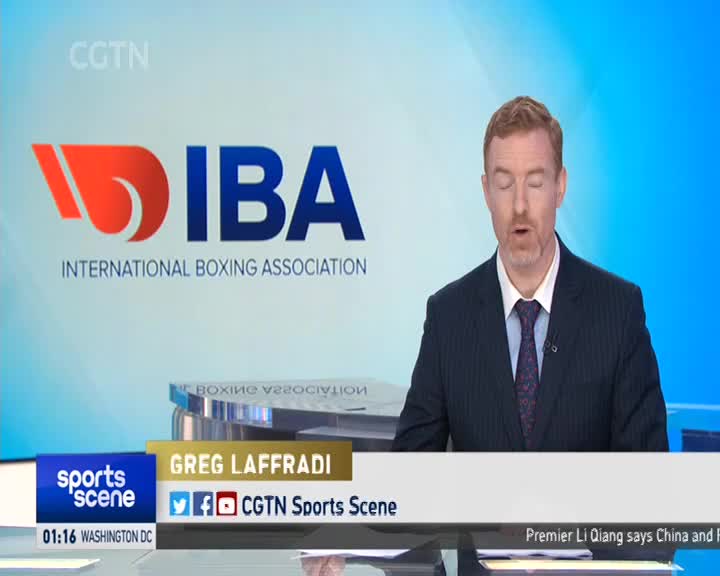 CGTN
IBA
INTERNATIONAL BOXING ASSOCIATION
L BOXING ASSOCIATION
GREG LAFFRADI
sports
scene
CGTN Sports Scene
01:16 WASHINGTON DC
Premier Li Qiang says China and